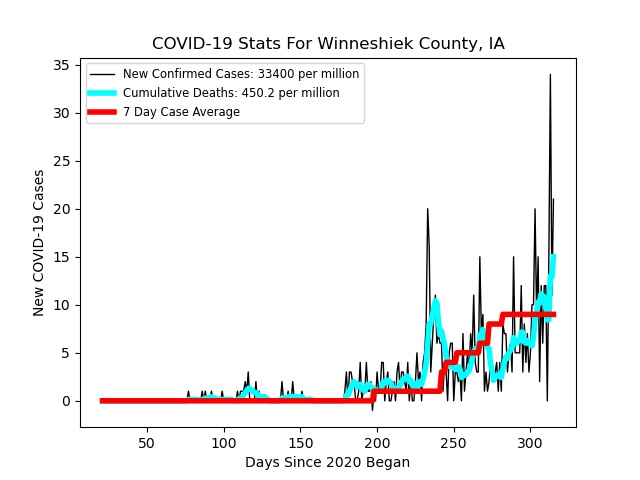 COVID-19 Stats For Winneshiek County, IA
New Confirmed Cases: 33400 per million
Cumulative Deaths: 450.2 per million
7 Day Case Average
New COVID-19 Cases
35
30
25
20
15
10
5
0
50 100 150 200 250 300
Days Since 2020 Began